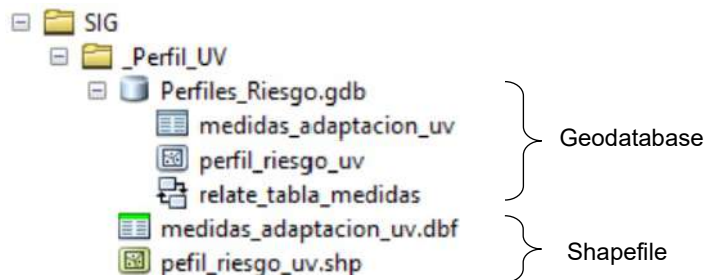 SIG
_Perfil_UV
Perfiles_Riesgo.gdb
medidas_adaptacion_uv
perfil_riesgo_uv
relate_tabla_medidas
Geodatabase
medidas_adaptacion_uv.dbf
pefil_riesgo_uv.shp
Shapefile